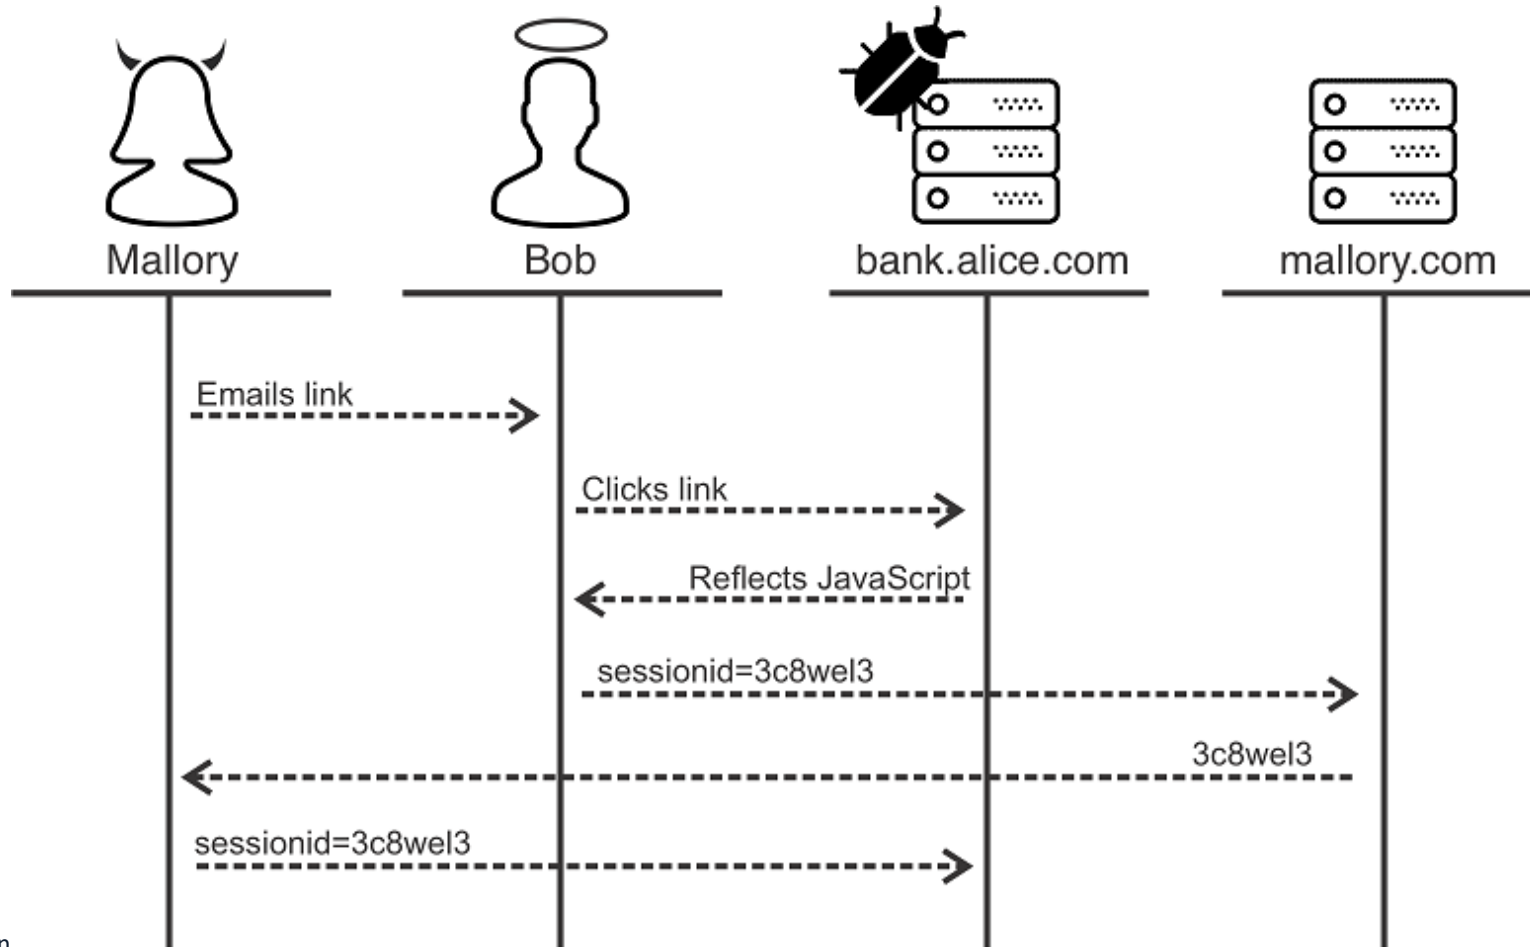 Mallory
Bob
bank.alice.com
mallory.com
Emails link
Clicks link
Reflects JavaScript
sessionid=3c8wel3
3c8wel3
sessionid=3c8wel3